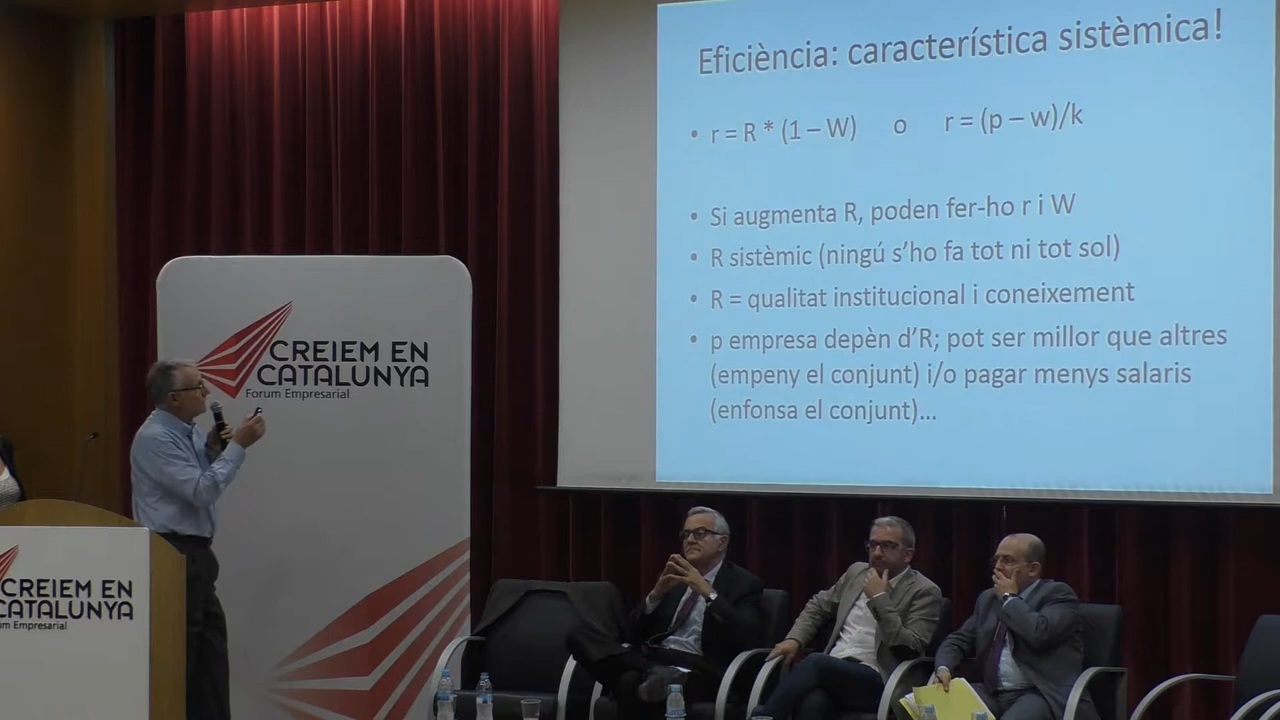 Eficiència: característica sistèmica!
• r = R * (1 – W) o r = (p – w)/k
• Si augmenta R, poden fer-ho r i W
• R sistèmic (ningú s'ho fa tot ni tot sol)
• R = qualitat institucional i coneixement
• p empresa depèn d'R; pot ser millor que altres
(empeny el conjunt) i/o pagar menys salaris
(enfonsa el conjunt)...
CREIEM EN
CATALUNYA
Forum Empresarial
CREIEM EN
CATALUNYA
um Empresarial